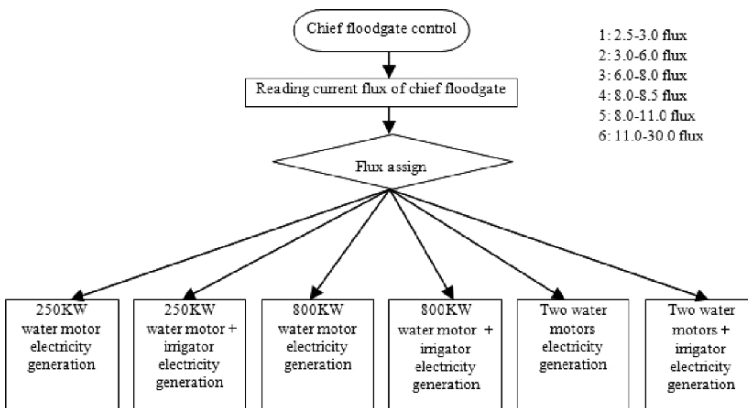 Chief floodgate control
1: 2.5-3.0 flux
2: 3.0-6.0 flux
3: 6.0-8.0 flux
4: 8.0-8.5 flux
5: 8.0-11.0 flux
6: 11.0-30.0 flux
Reading current flux of chief floodgate
Flux assign
250KW
water motor
electricity
generation
250KW
water motor +
irrigator
electricity
generation
800KW
water motor
electricity
generation
800KW
water motor +
irrigation
electricity
generation
Two water
motors
electricity
generation
Two water
motors +
irrigator
electricity
generation